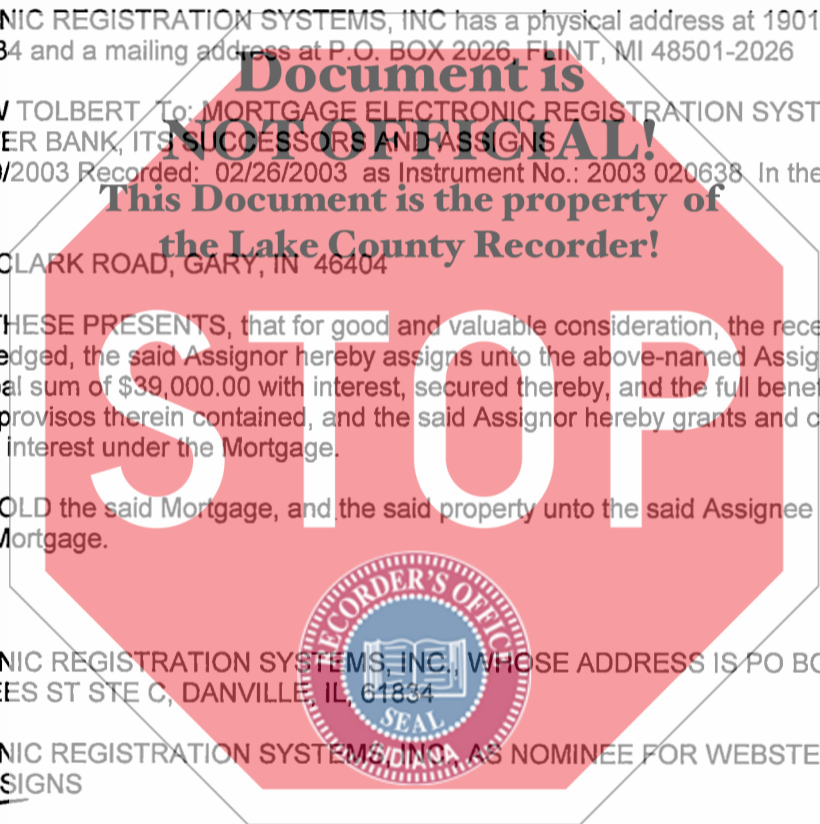 NIC REGISTRATION SYSTEMS, INC has a physical address at 1901
34 and a mailing address at P.O. BOX 2026, FLINT, MI 48501-2026
Document is
TOLBERT To: MORTGAGE ELECTRONIC REGISTRATION SYST
ER BANK, ITS SUCCESSORS AND ASSIGNS
NOT OFFICIAL!
/2003 Recorded: 02/26/2003 as Instrument No.: 2003 020638 In the
This Document is the property of
the Lake County Recorder!
CLARK ROAD, GARY, IN 46404
HESE PRESENTS, that for good and valuable consideration, the rece
edged, the said Assignor hereby assigns unto the above-named Assig
al sum of $39,000.00 with interest, secured thereby, and the full benef
provisos therein contained, and the said Assignor hereby grants and c
interest under the Mortgage.
STOP
OLD the said Mortgage, and the said property unto the said Assignee
Mortgage.
RECORDER'S OFFICE
SEAL
INDIANA
NIC REGISTRATION SYSTEMS, INC., WHOSE ADDRESS IS PO BO
EES ST STE C, DANVILLE, IL, 61834
NIC REGISTRATION SYSTEMS, INC., AS NOMINEE FOR WEBSTE
SIGNS